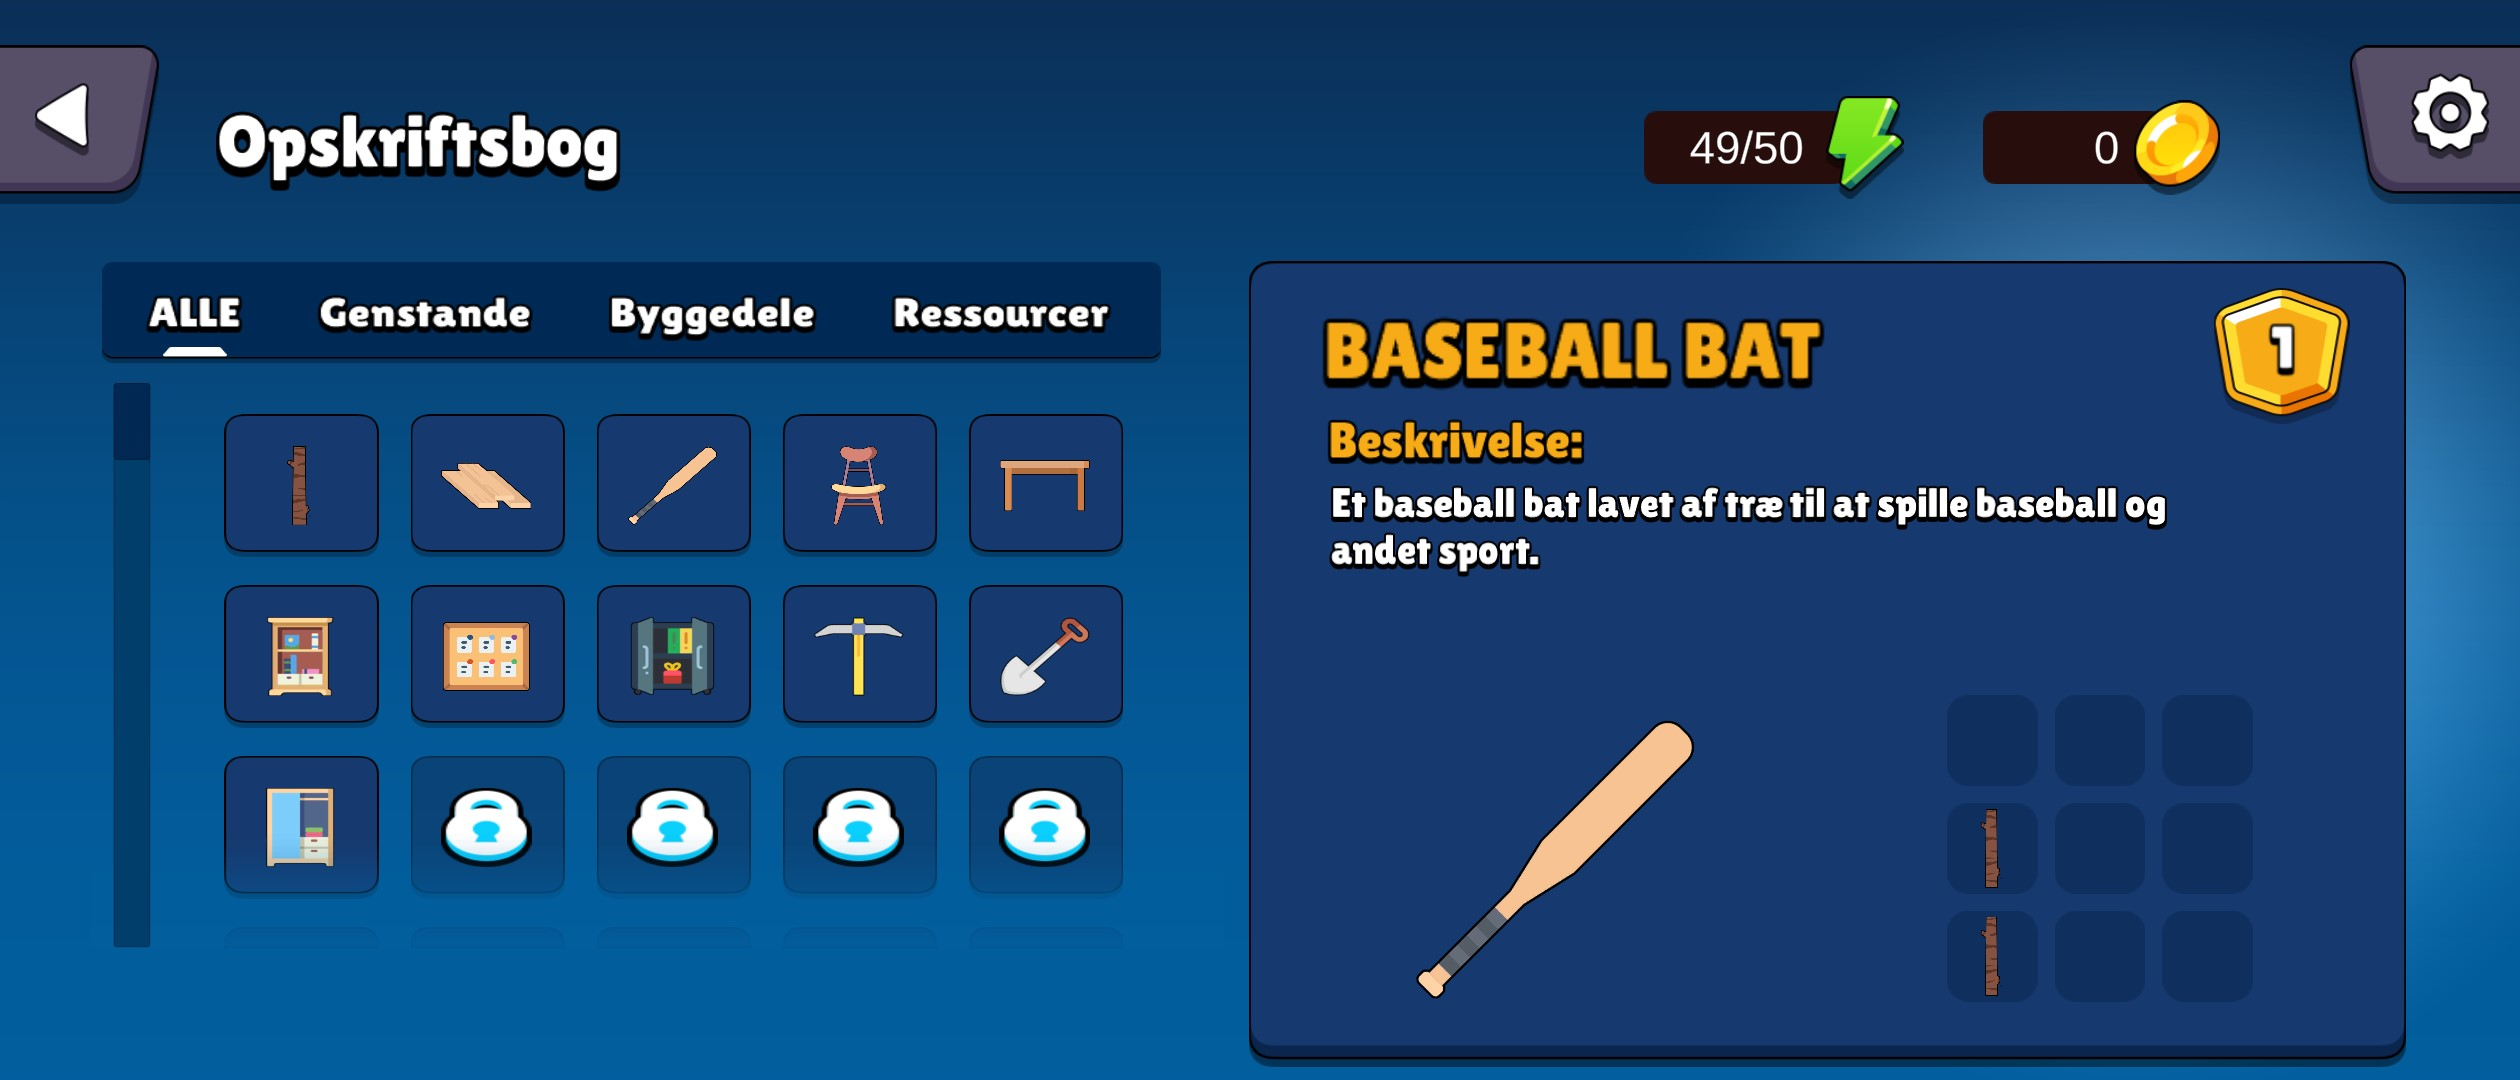 Opskriftsbog
49/50
0
ALLE Genstande Byggedele Ressourcer
BASEBALL BAT
1
Beskrivelse:
Et baseball bat lavet af træ til at spille baseball og
andet sport.